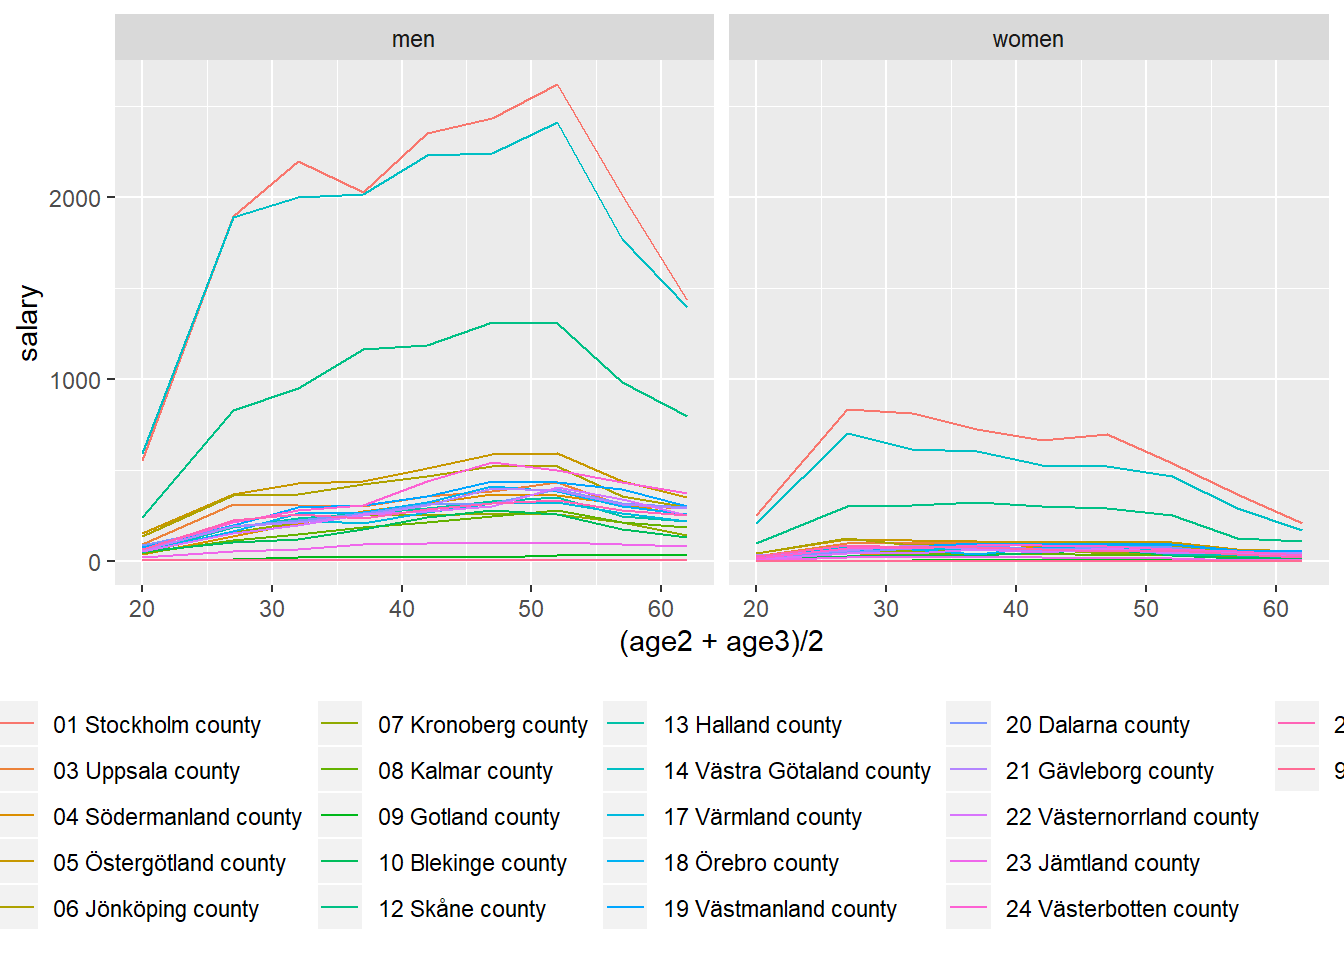 men
women
salary
2000
1000
0
20 30 40 50 60
20 30 40 50 60
(age2 + age3)/2
01 Stockholm county
03 Uppsala county
04 Södermanland county
05 Östergötland county
06 Jönköping county
07 Kronoberg county
08 Kalmar county
09 Gotland county
10 Blekinge county
12 Skåne county
13 Halland county
14 Västra Götaland county
17 Värmland county
18 Örebro county
19 Västmanland county
20 Dalarna county
21 Gävleborg county
22 Västernorrland county
23 Jämtland county
24 Västerbotten county